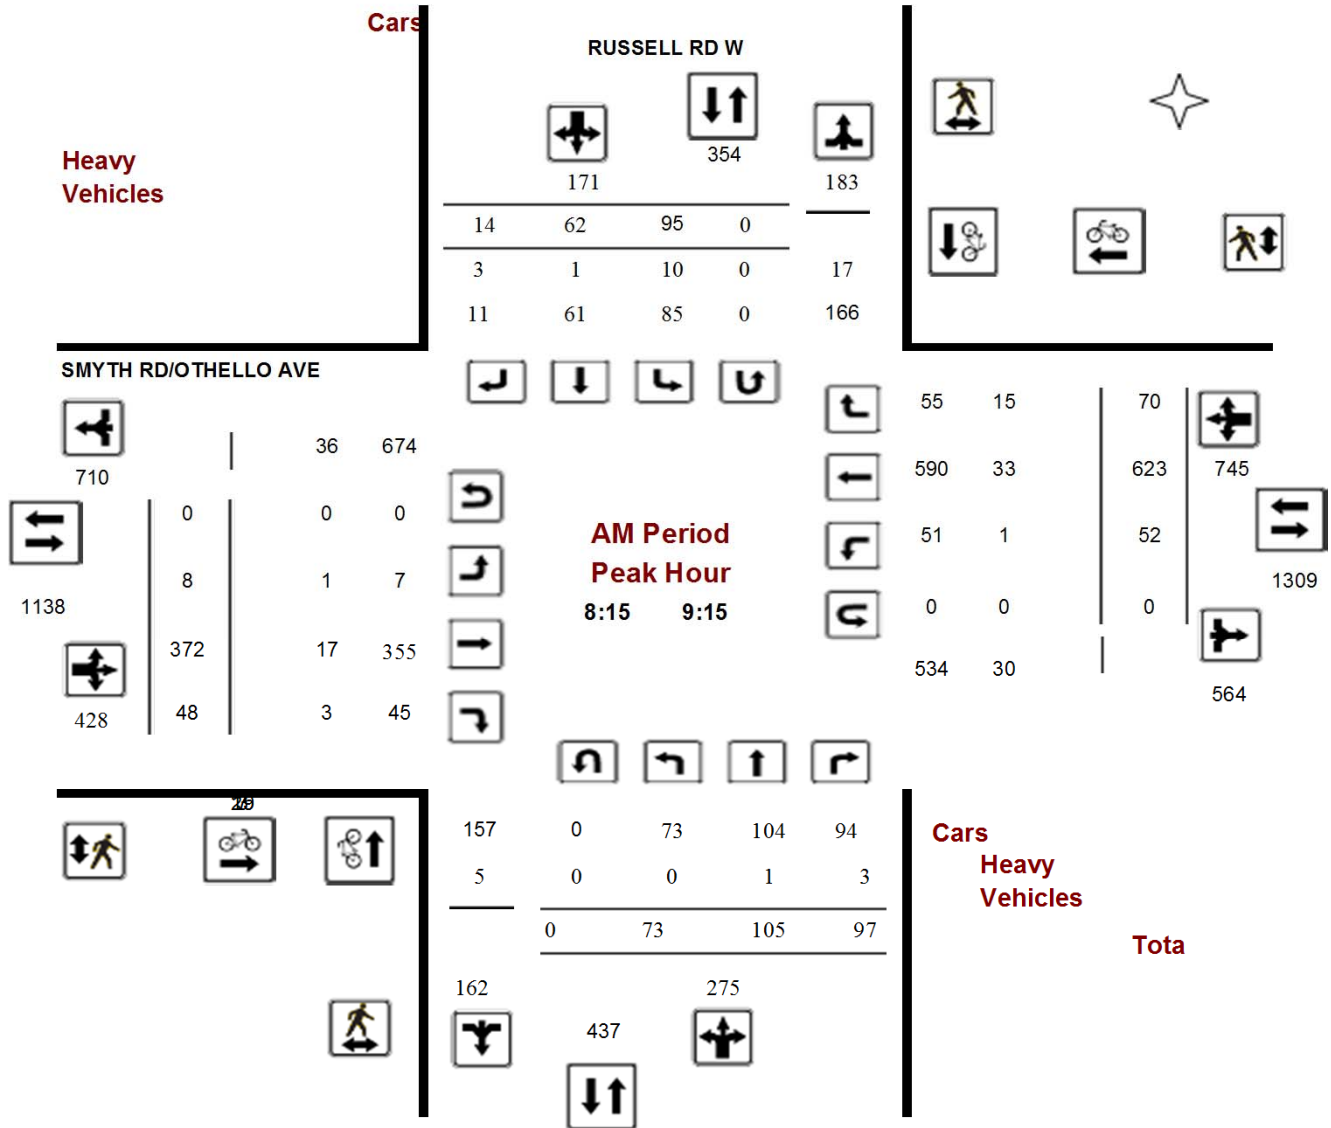 Cars
RUSSELL RD W
354
Heavy
Vehicles
171 183
14 62 95 0
3 1 10 0 17
11 61 85 0 166
SMYTH RD/OTHELLO AVE
55 15 70
36 674
710
590 33 623 745
0 0 0
AM Period
51 1 52
Peak Hour
8 1 7
1309
1138
8:15 9:15
0 0 0
372 17 355
534 30
564
428
48 3 45
157 0 73 104 94
Cars
Heavy
5 0 0 1 3
Vehicles
0 73 105 97
Tota
162 275
437